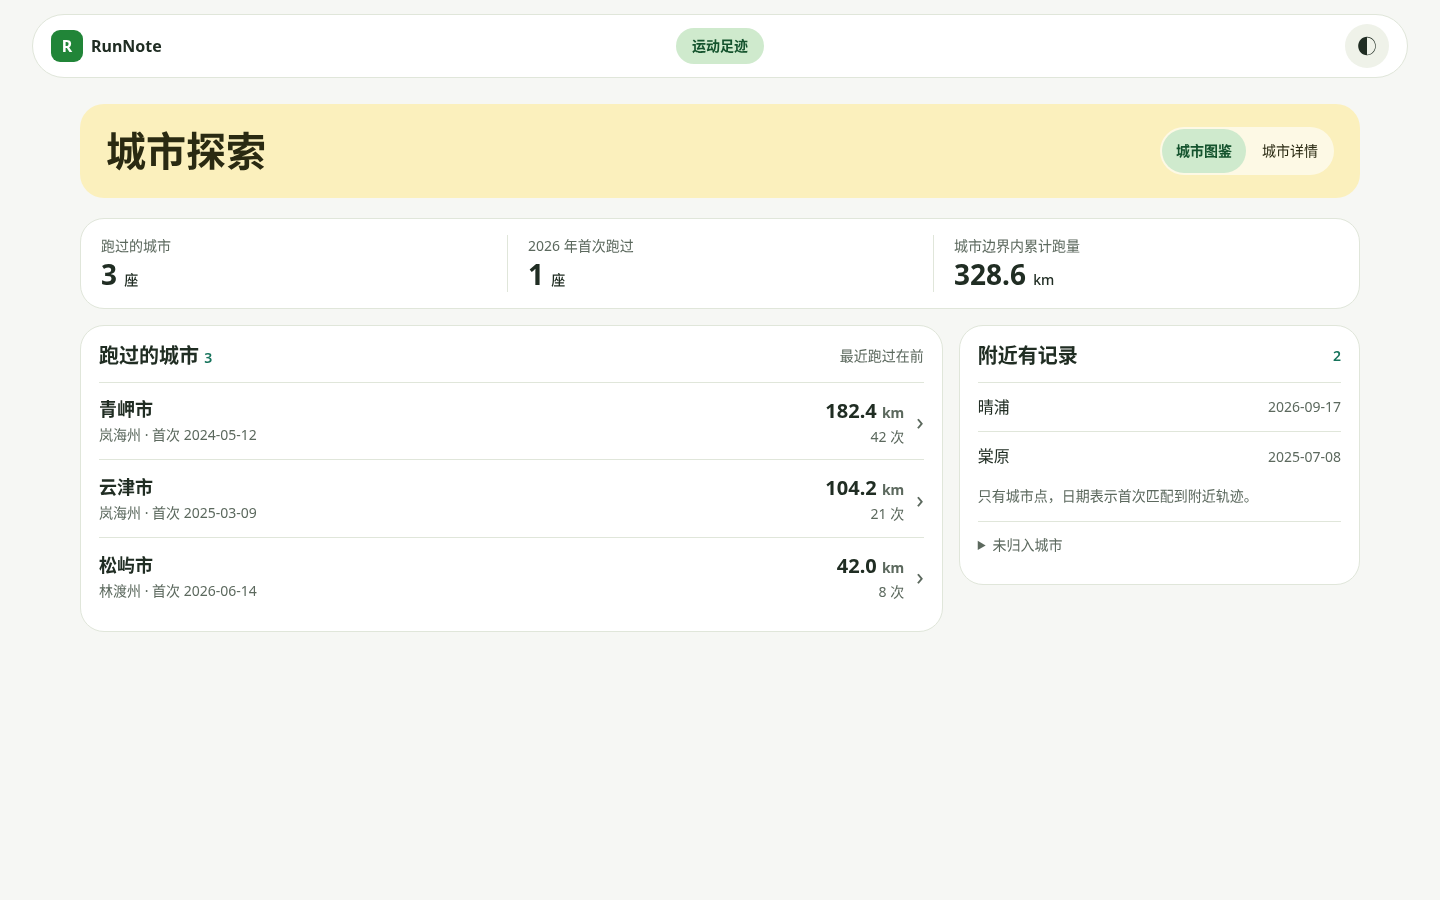 R RunNote
运动足迹
城市探索
城市图鉴 城市详情
跑过的城市
3 座
2026 年首次跑过
1 座
城市边界内累计跑量
328.6 km
跑过的城市 3
最近跑过在前
青岬市
岚海州 · 首次 2024-05-12
182.4 km
42 次
云津市
岚海州 · 首次 2025-03-09
104.2 km
21 次
松屿市
林渡州 · 首次 2026-06-14
42.0 km
8 次
附近有记录 2
晴浦 2026-09-17
棠原 2025-07-08
只有城市点，日期表示首次匹配到附近轨迹。
未归入城市